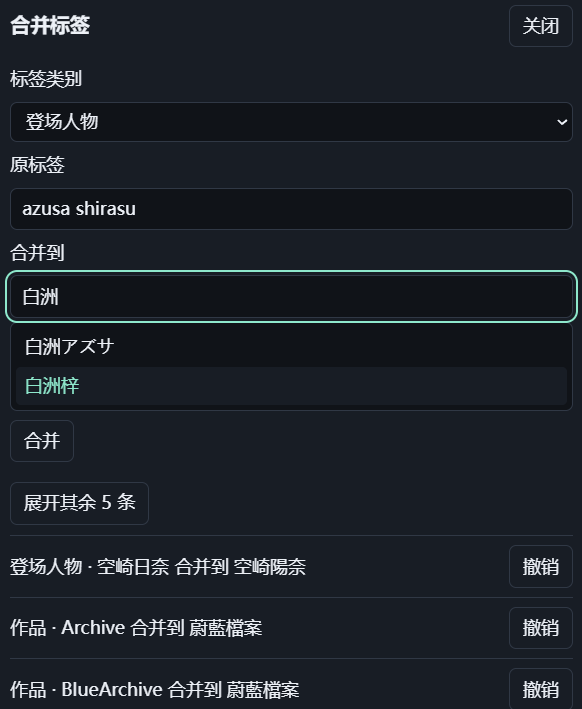 合并标签
关闭
标签类别
登场人物
原标签
azusa shirasu
合并到
白洲
白洲アズサ
白洲梓
合并
展开其余 5 条
登场人物 · 空崎日奈 合并到 空崎陽奈
撤销
作品 · Archive 合并到 蔚藍檔案
撤销
作品 · BlueArchive 合并到 蔚藍檔案
撤销